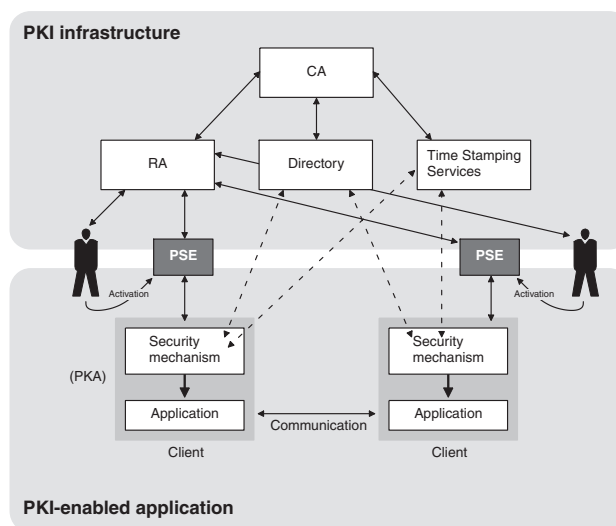 PKI infrastructure
CA
RA
Directory
Time Stamping
Services
PSE
PSE
Activation
Activation
Security
mechanism
Security
mechanism
(PKA)
Application
Application
Communication
Client
Client
PKI-enabled application